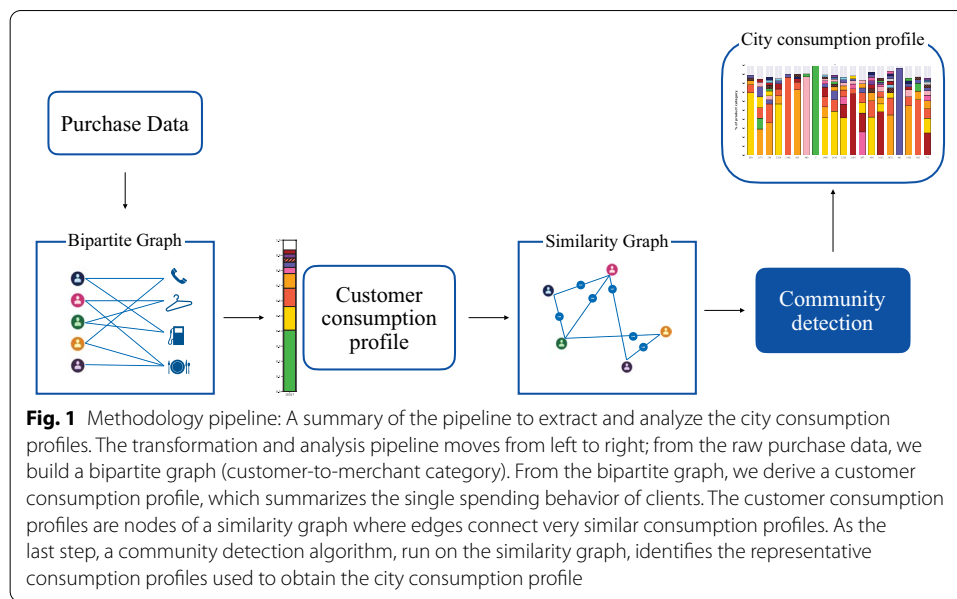 City consumption profile
% of product category
Purchase Data
Bipartite Graph
Customer
consumption
profile
Similarity Graph
Community
detection
Fig. 1 Methodology pipeline: A summary of the pipeline to extract and analyze the city consumption
profiles. The transformation and analysis pipeline moves from left to right; from the raw purchase data, we
build a bipartite graph (customer-to-merchant category). From the bipartite graph, we derive a customer
consumption profile, which summarizes the single spending behavior of clients. The customer consumption
profiles are nodes of a similarity graph where edges connect very similar consumption profiles. As the
last step, a community detection algorithm, run on the similarity graph, identifies the representative
consumption profiles used to obtain the city consumption profile